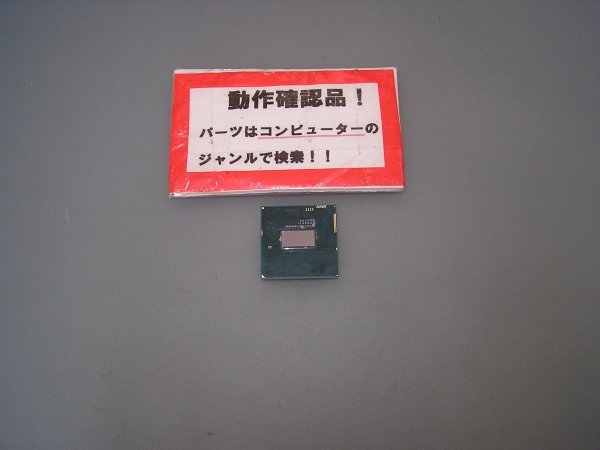 動作確認品！
パーツはコンピューターの
ジャンルで検索！！